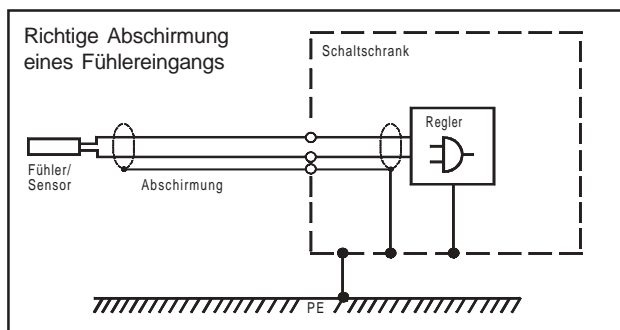 Richtige Abschirmung
eines Fühlereingangs
Schaltschrank
Regler
Fühler/
Sensor
Abschirmung
PE